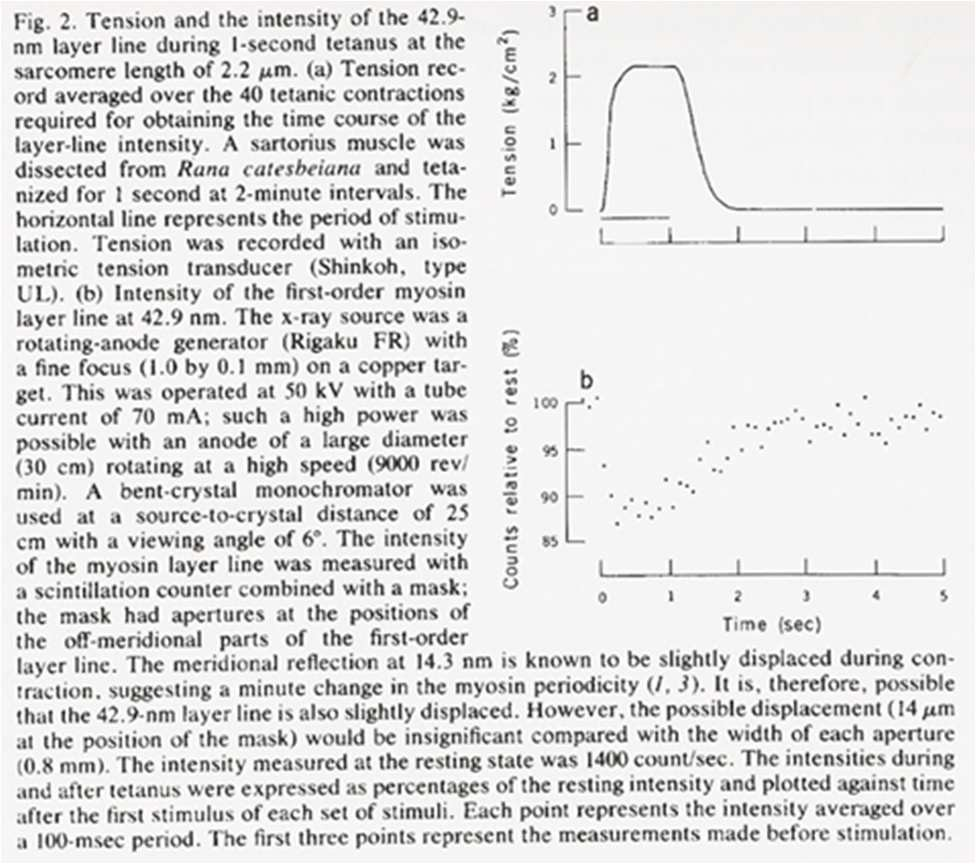 Fig. 2. Tension and the intensity of the 42.9-
nm layer line during 1-second tetanus at the
sarcomere length of 2.2 μm. (a) Tension rec-
ord averaged over the 40 tetanic contractions
required for obtaining the time course of the
layer-line intensity. A sartorius muscle was
dissected from Rana catesbeiana and teta-
nized for 1 second at 2-minute intervals. The
horizontal line represents the period of stimu-
lation. Tension was recorded with an iso-
metric tension transducer (Shinkoh, type
UL). (b) Intensity of the first-order myosin
layer line at 42.9 nm. The x-ray source was a
rotating-anode generator (Rigaku FR) with
a fine focus (1.0 by 0.1 mm) on a copper tar-
get. This was operated at 50 kV with a tube
current of 70 mA; such a high power was
possible with an anode of a large diameter
(30 cm) rotating at a high speed (9000 rev/
min). A bent-crystal monochromator was
used at a source-to-crystal distance of 25
cm with a viewing angle of 6°. The intensity
of the myosin layer line was measured with
a scintillation counter combined with a mask;
the mask had apertures at the positions of
the off-meridional parts of the first-order
layer line. The meridional reflection at 14.3 nm is known to be slightly displaced during con-
traction, suggesting a minute change in the myosin periodicity (1, 3). It is, therefore, possible
that the 42.9-nm layer line is also slightly displaced. However, the possible displacement (14 μm
at the position of the mask) would be insignificant compared with the width of each aperture
(0.8 mm). The intensity measured at the resting state was 1400 count/sec. The intensities during
and after tetanus were expressed as percentages of the resting intensity and plotted against time
after the first stimulus of each set of stimuli. Each point represents the intensity averaged over
a 100-msec period. The first three points represent the measurements made before stimulation.
a
Tension (kg/cm²)
3
2
1
0
b
Counts relative to rest (%)
100
95
90
85
0 1 2 3 4 5
Time (sec)